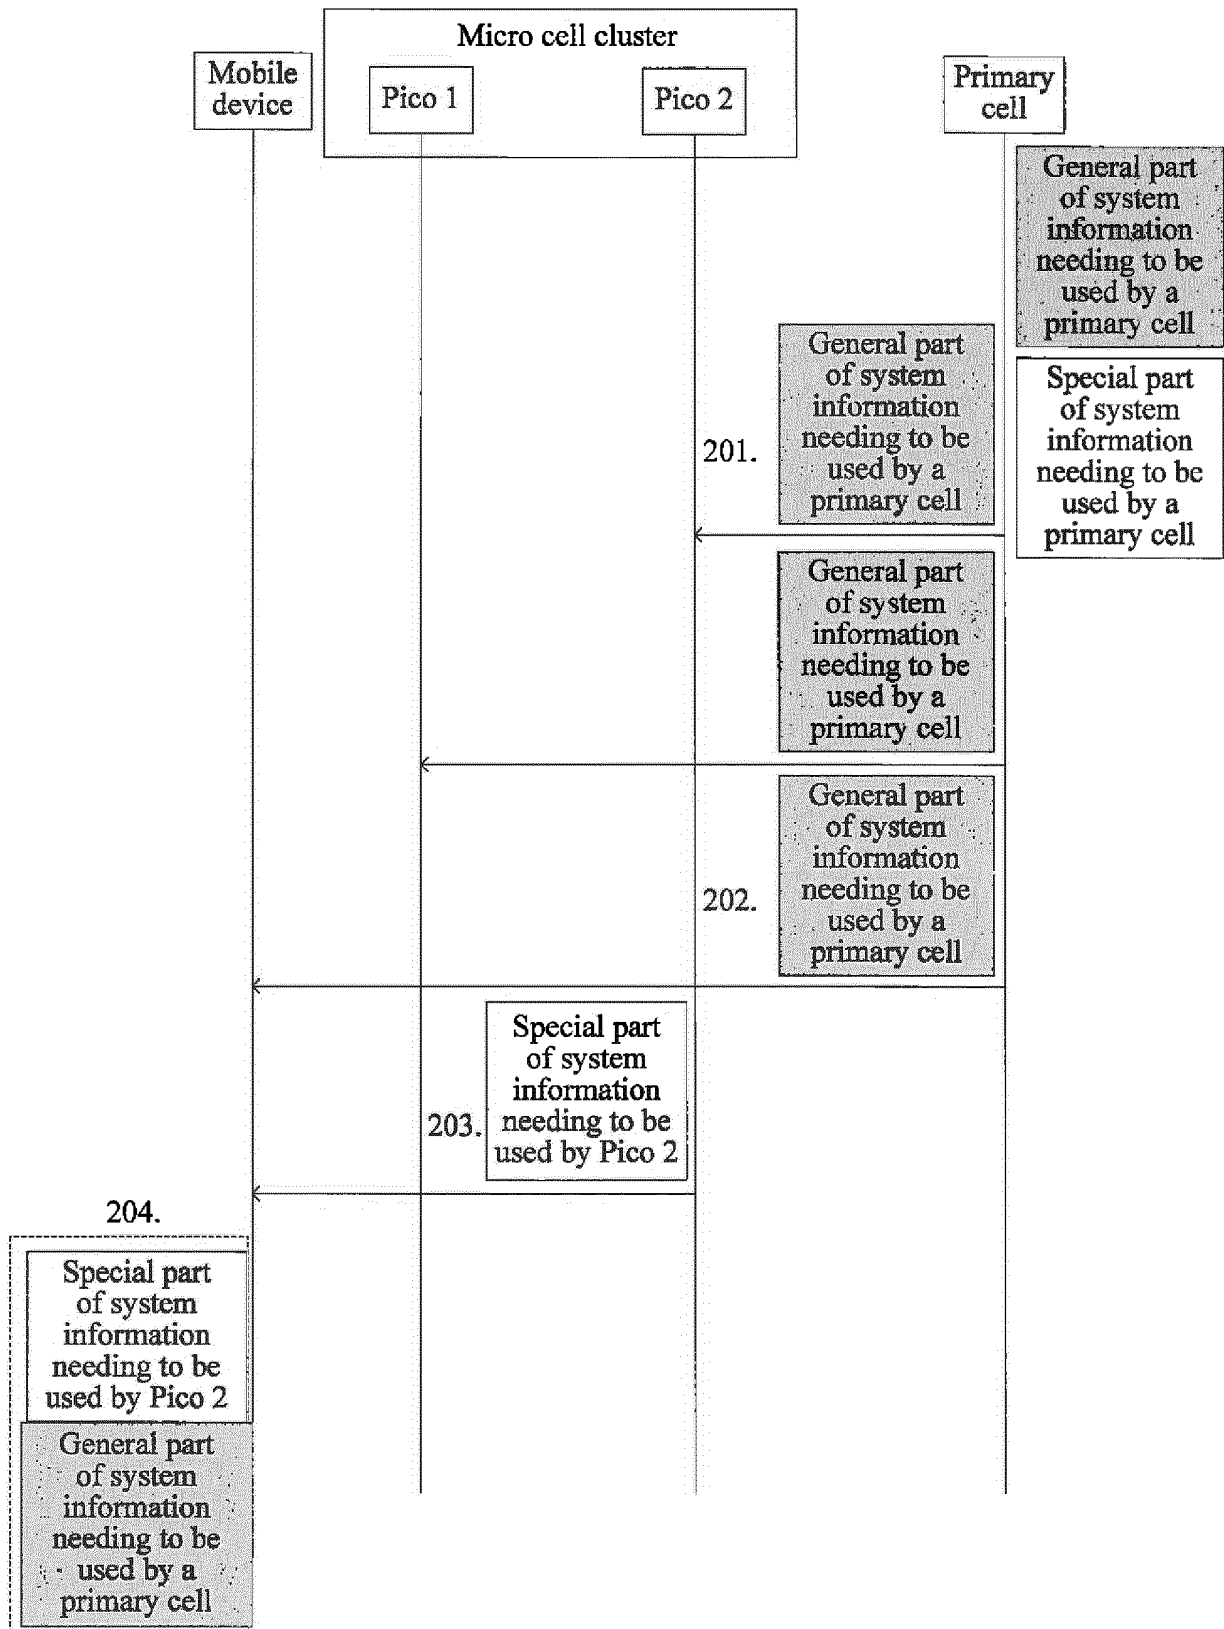 Micro cell cluster
Mobile
device
Pico 1
Pico 2
Primary
cell
General part
of system
information
needing to be
used by a
primary cell
Special part
of system
information
needing to be
used by a
primary cell
201.
General part
of system
information
needing to be
used by a
primary cell
General part
of system
information
needing to be
used by a
primary cell
202.
General part
of system
information
needing to be
used by a
primary cell
203.
Special part
of system
information
needing to be
used by Pico 2
204.
Special part
of system
information
needing to be
used by Pico 2
General part
of system
information
needing to be
used by a
primary cell